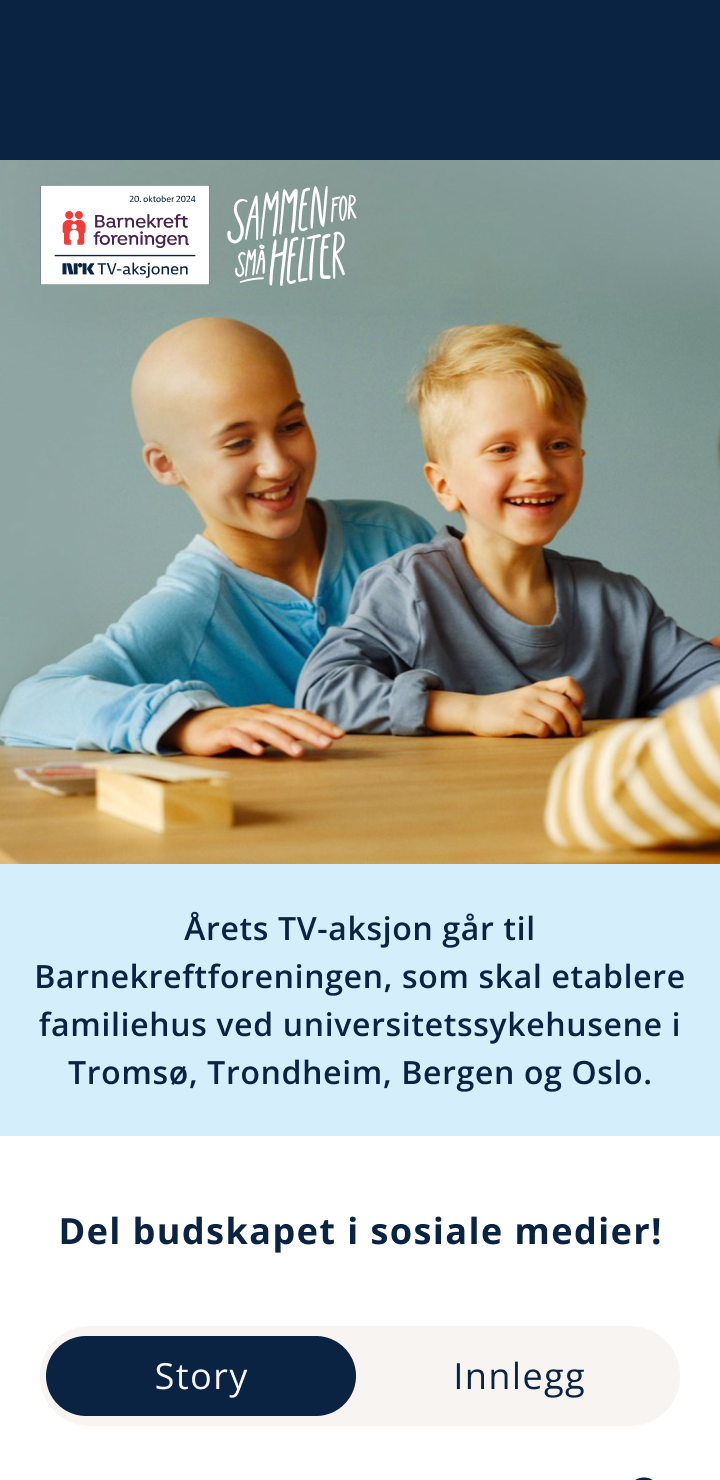 20. oktober 2024
Barnekreft
foreningen
NRK TV-aksjonen
SAMMEN FOR
SMÅ HELTER
Årets TV-aksjon går til
Barnekreftforeningen, som skal etablere
familiehus ved universitetssykehusene i
Tromsø, Trondheim, Bergen og Oslo.
Del budskapet i sosiale medier!
Story
Innlegg